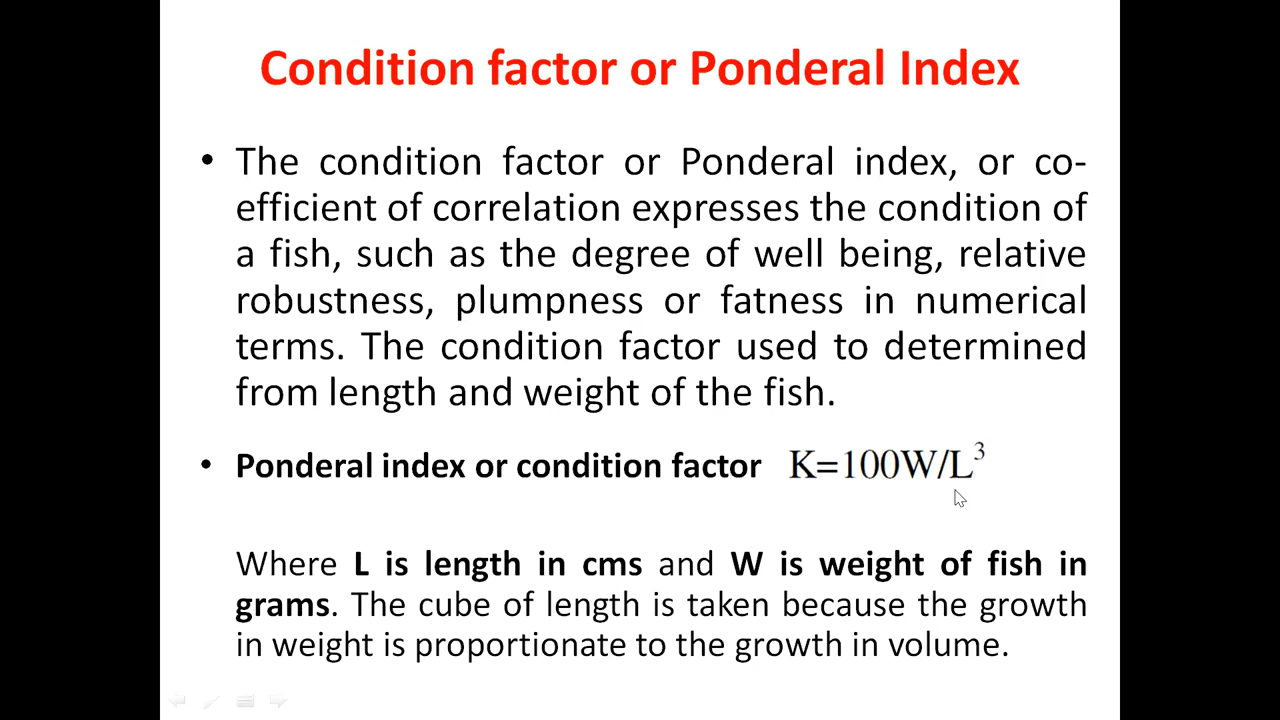 Condition factor or Ponderal Index
• The condition factor or Ponderal index, or co-
efficient of correlation expresses the condition of
a fish, such as the degree of well being, relative
robustness, plumpness or fatness in numerical
terms. The condition factor used to determined
from length and weight of the fish.
• Ponderal index or condition factor K=100W/L³
Where L is length in cms and W is weight of fish in
grams. The cube of length is taken because the growth
in weight is proportionate to the growth in volume.